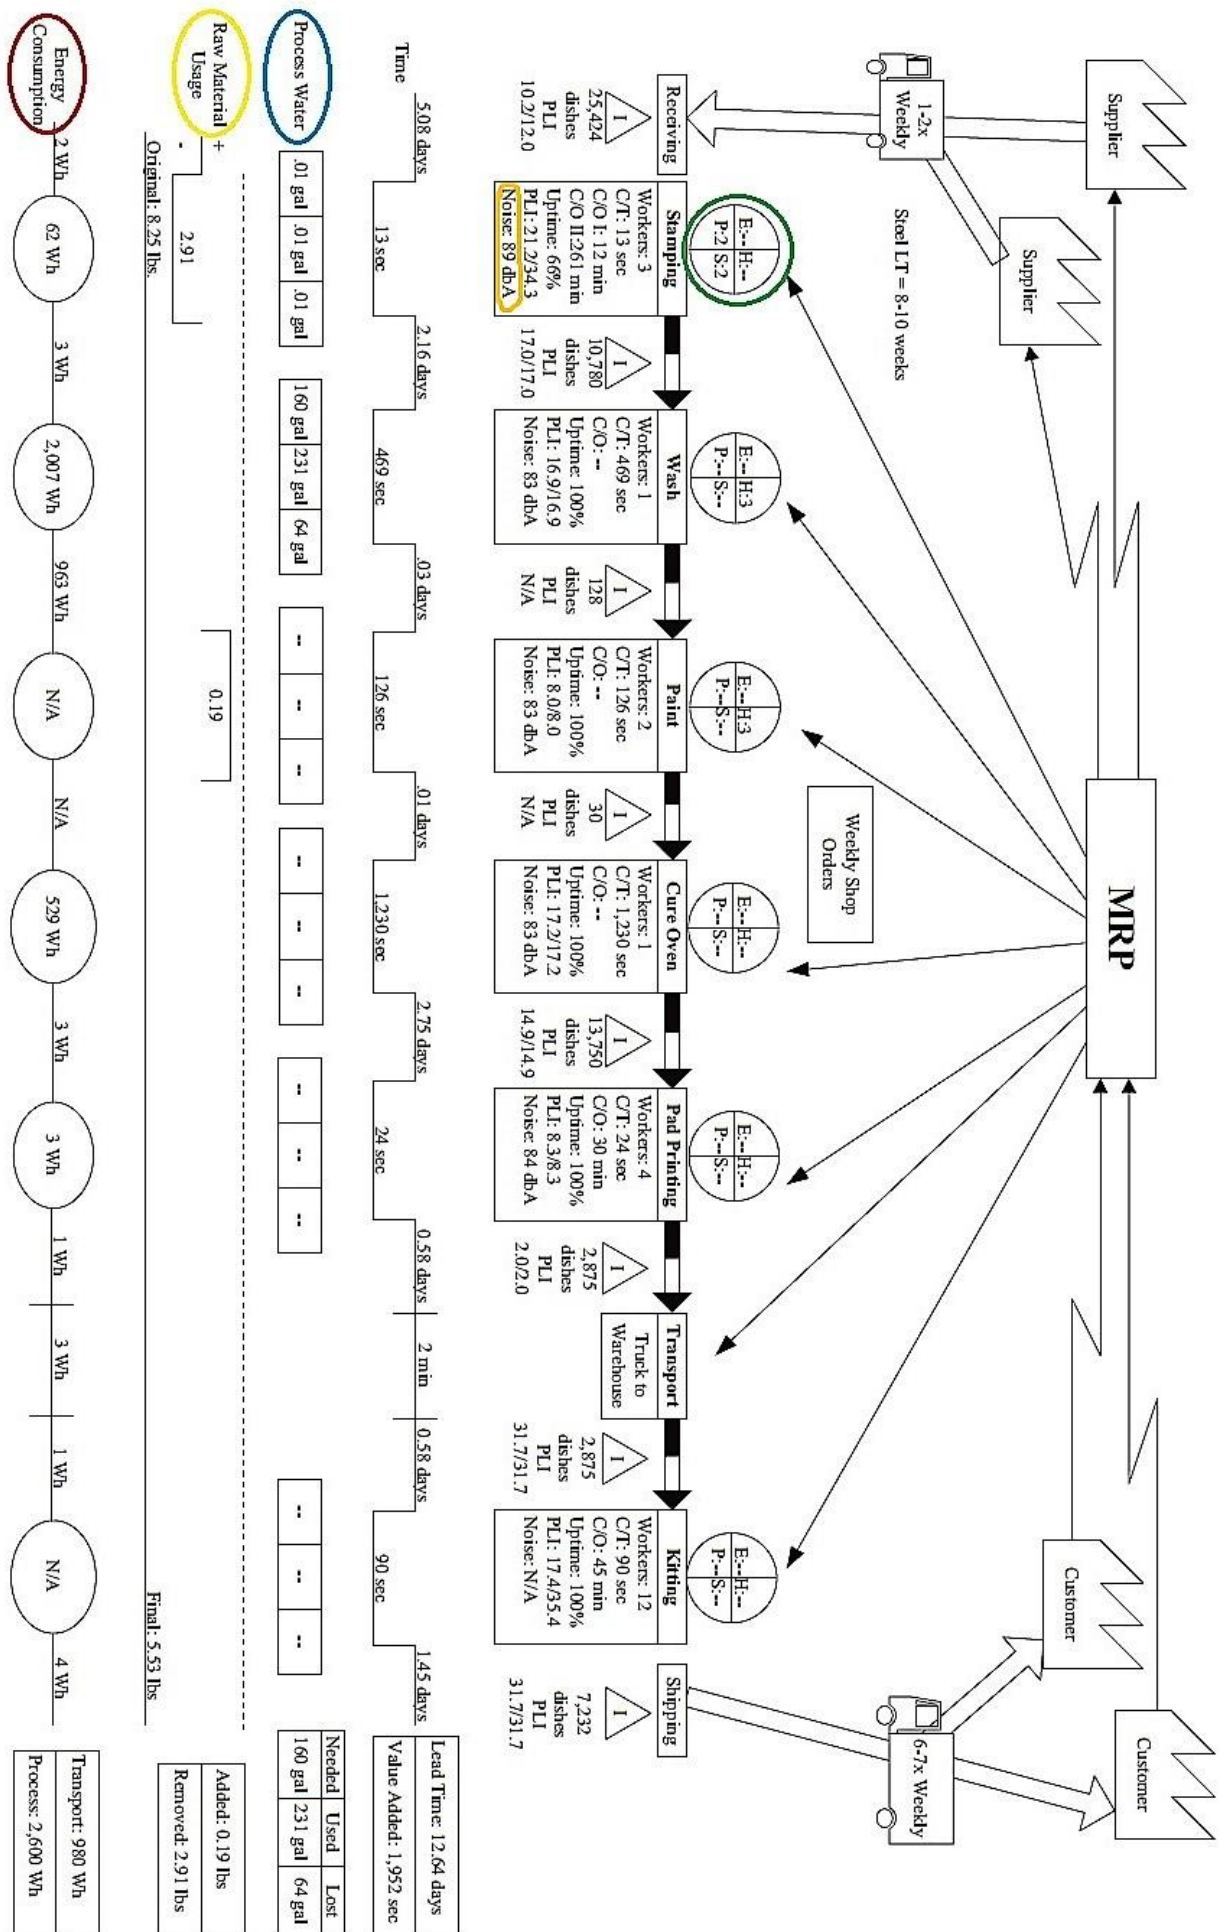 Supplier
Supplier
1-2x
Weekly
Steel LT = 8-10 weeks
MRP
Weekly Shop
Orders
Customer
Customer
6-7x Weekly
Receiving
I
25,424
dishes
PLI
10.2/12.0
E:-- H:--
P:2 S:2
Stamping
Workers: 3
C/T: 13 sec
C/O I: 12 min
C/O II:261 min
Uptime: 66%
PLI: 21.2/34.3
Noise: 89 dbA
I
10,780
dishes
PLI
17.0/17.0
E:-- H:3
P:-- S:--
Wash
Workers: 1
C/T: 469 sec
C/O: --
Uptime: 100%
PLI: 16.9/16.9
Noise: 83 dbA
I
128
dishes
PLI
N/A
E:-- H:3
P:-- S:--
Paint
Workers: 2
C/T: 126 sec
C/O: --
Uptime: 100%
PLI: 8.0/8.0
Noise: 83 dbA
I
30
dishes
PLI
N/A
E:-- H:--
P:-- S:--
Cure Oven
Workers: 1
C/T: 1,230 sec
C/O: --
Uptime: 100%
PLI: 17.2/17.2
Noise: 83 dbA
I
13,750
dishes
PLI
14.9/14.9
E:-- H:--
P:-- S:--
Pad Printing
Workers: 4
C/T: 24 sec
C/O: 30 min
Uptime: 100%
PLI: 8.3/8.3
Noise: 84 dbA
I
2,875
dishes
PLI
2.0/2.0
Transport
Truck to
Warehouse
I
2,875
dishes
PLI
31.7/31.7
E:-- H:--
P:-- S:--
Kitting
Workers: 12
C/T: 90 sec
C/O: 45 min
Uptime: 100%
PLI: 17.4/35.4
Noise: N/A
Shipping
I
7,232
dishes
PLI
31.7/31.7
Time
5.08 days
13 sec
2.16 days
469 sec
.03 days
126 sec
.01 days
1,230 sec
2.75 days
24 sec
0.58 days
2 min
0.58 days
90 sec
1.45 days
Lead Time: 12.64 days
Value Added: 1,952 sec
Process Water
.01 gal .01 gal .01 gal
160 gal 231 gal 64 gal
-- -- --
-- -- --
-- -- --
-- -- --
Needed Used Lost
160 gal 231 gal 64 gal
Raw Material
Usage
+
-
2.91
0.19
Original: 8.25 lbs.
Final: 5.53 lbs
Added: 0.19 lbs
Removed: 2.91 lbs
Energy
Consumption
2 Wh
62 Wh
3 Wh
2,007 Wh
963 Wh
N/A
N/A
529 Wh
3 Wh
3 Wh
1 Wh
3 Wh
1 Wh
N/A
4 Wh
Transport: 980 Wh
Process: 2,600 Wh